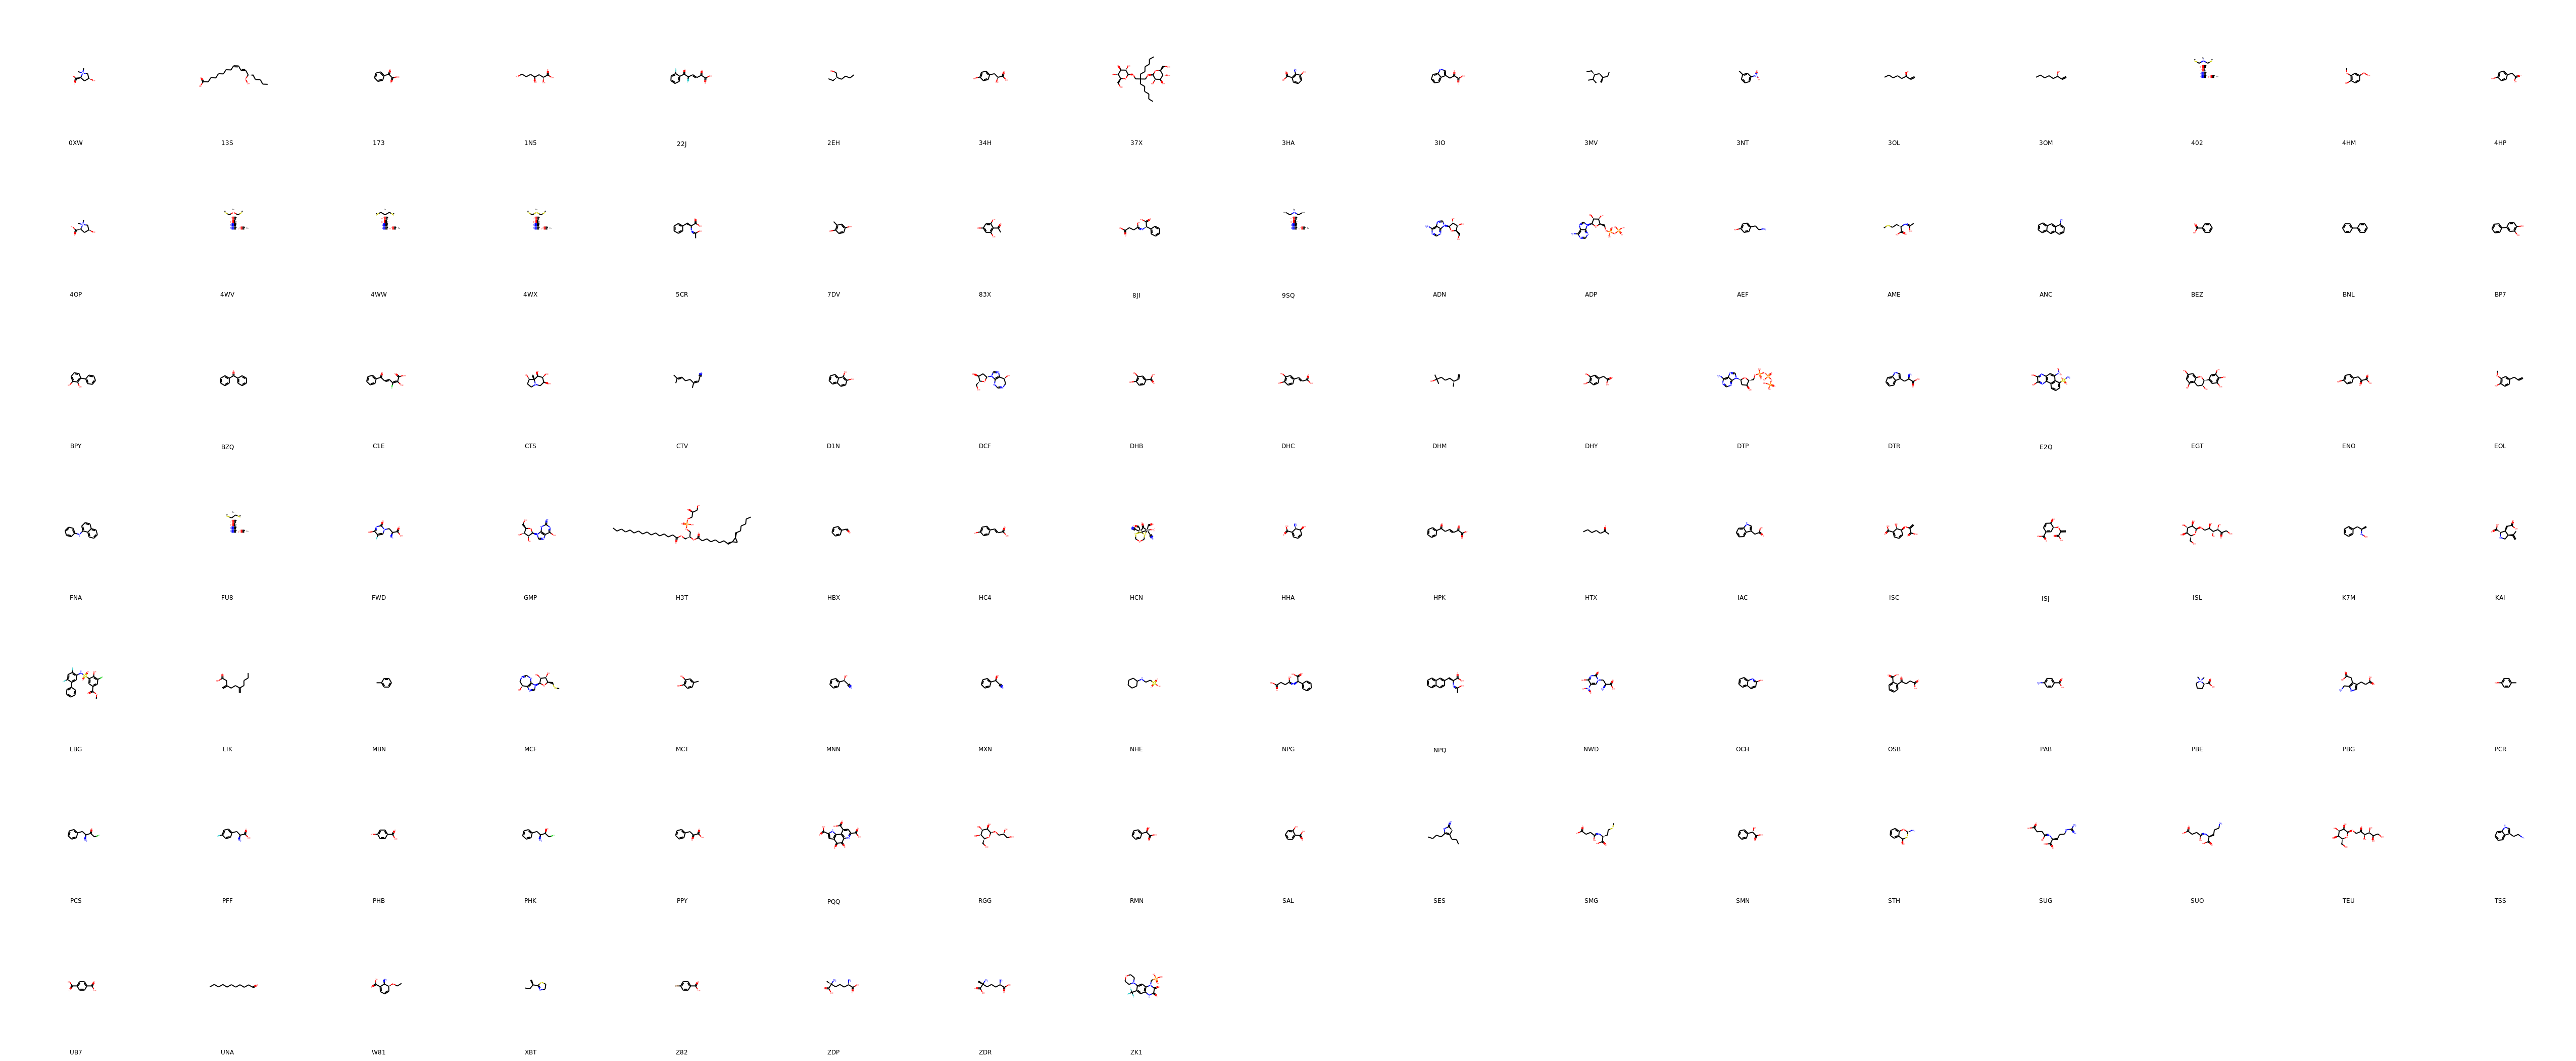 0XW 13S 173 1N5 22J 2EH 34H 37X 3HA 3IO 3MV 3NT 3OL 3OM 402 4HM 4HP
4OP 4WV 4WW 4WX 5CR 7DV 83X 8JI 9SQ ADN ADP AEF AME ANC BEZ BNL BP7
BPY BZQ C1E CTS CTV D1N DCF DHB DHC DHM DHY DTP DTR E2Q EGT ENO EOL
FNA FU8 FWD GMP H3T HBX HC4 HCN HHA HPK HTX IAC ISC ISJ ISL K7M KAI
LBG LIK MBN MCF MCT MNN MXN NHE NPG NPQ NWD OCH OSB PAB PBE PBG PCR
PCS PFF PHB PHK PPY PQQ RGG RMN SAL SES SMG SMN STH SUG SUO TEU TSS
UB7 UNA W81 XBT Z82 ZDP ZDR ZK1